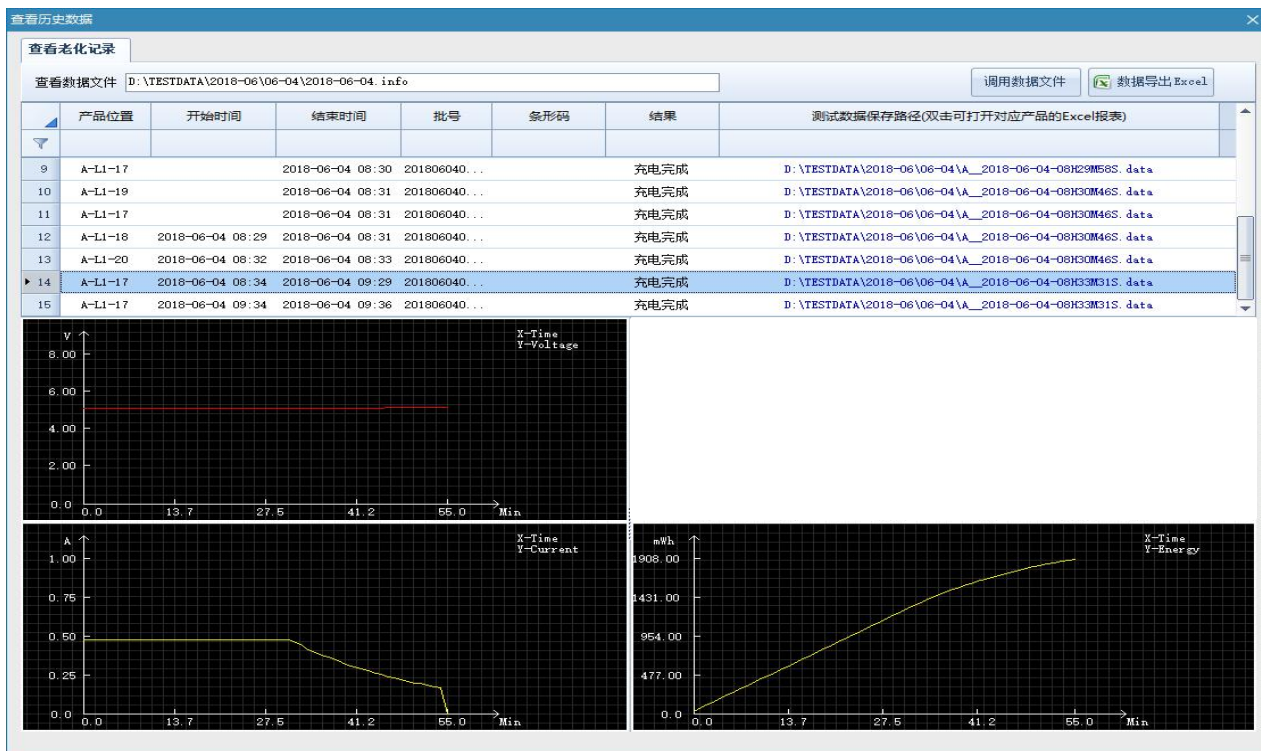 查看历史数据
查看老化记录
查看数据文件 D:\TESTDATA\2018-06\06-04\2018-06-04.info 调用数据文件 数据导出Excel
产品位置 开始时间 结束时间 批号 条形码 结果 测试数据保存路径(双击可打开对应产品的Excel报表)
9 A-L1-17 2018-06-04 08:30 201806040... 充电完成 D:\TESTDATA\2018-06\06-04\A__2018-06-04-08H29M58S.data
10 A-L1-19 2018-06-04 08:31 201806040... 充电完成 D:\TESTDATA\2018-06\06-04\A__2018-06-04-08H30M46S.data
11 A-L1-17 2018-06-04 08:31 201806040... 充电完成 D:\TESTDATA\2018-06\06-04\A__2018-06-04-08H30M46S.data
12 A-L1-18 2018-06-04 08:29 2018-06-04 08:31 201806040... 充电完成 D:\TESTDATA\2018-06\06-04\A__2018-06-04-08H30M46S.data
13 A-L1-20 2018-06-04 08:32 2018-06-04 08:33 201806040... 充电完成 D:\TESTDATA\2018-06\06-04\A__2018-06-04-08H30M46S.data
14 A-L1-17 2018-06-04 08:34 2018-06-04 09:29 201806040... 充电完成 D:\TESTDATA\2018-06\06-04\A__2018-06-04-08H33M31S.data
15 A-L1-17 2018-06-04 09:34 2018-06-04 09:36 201806040... 充电完成 D:\TESTDATA\2018-06\06-04\A__2018-06-04-08H33M31S.data
V X-Time
Y-Voltage
8.00
6.00
4.00
2.00
0.0
0.0 13.7 27.5 41.2 55.0 Min
A X-Time
Y-Current
1.00
0.75
0.50
0.25
0.0
0.0 13.7 27.5 41.2 55.0 Min
mWh X-Time
Y-Energy
1908.00
1431.00
954.00
477.00
0.0
0.0 13.7 27.5 41.2 55.0 Min